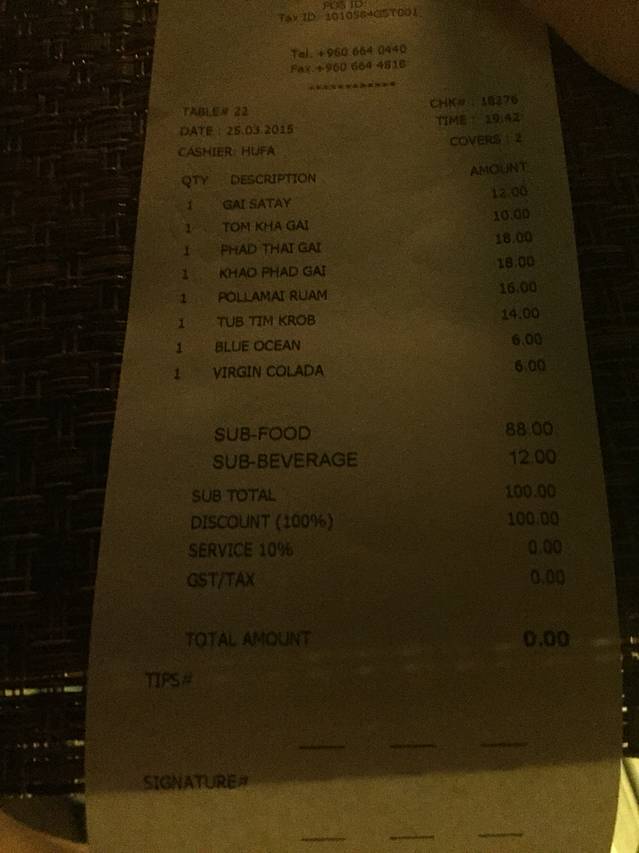 POS ID:
Tax ID: 1010584GST001
Tel. +960 664 0440
Fax.+960 664 4818
************
TABLE# 22 CHK# : 18276
DATE : 25.03.2015 TIME : 19:42
CASHIER: HUFA COVERS : 2
QTY DESCRIPTION AMOUNT
1 GAI SATAY 12.00
1 TOM KHA GAI 10.00
1 PHAD THAI GAI 18.00
1 KHAO PHAD GAI 18.00
1 POLLAMAI RUAM 16.00
1 TUB TIM KROB 14.00
1 BLUE OCEAN 6.00
1 VIRGIN COLADA 6.00
SUB-FOOD 88.00
SUB-BEVERAGE 12.00
SUB TOTAL 100.00
DISCOUNT (100%) 100.00
SERVICE 10% 0.00
GST/TAX 0.00
TOTAL AMOUNT 0.00
TIPS#
SIGNATURE#